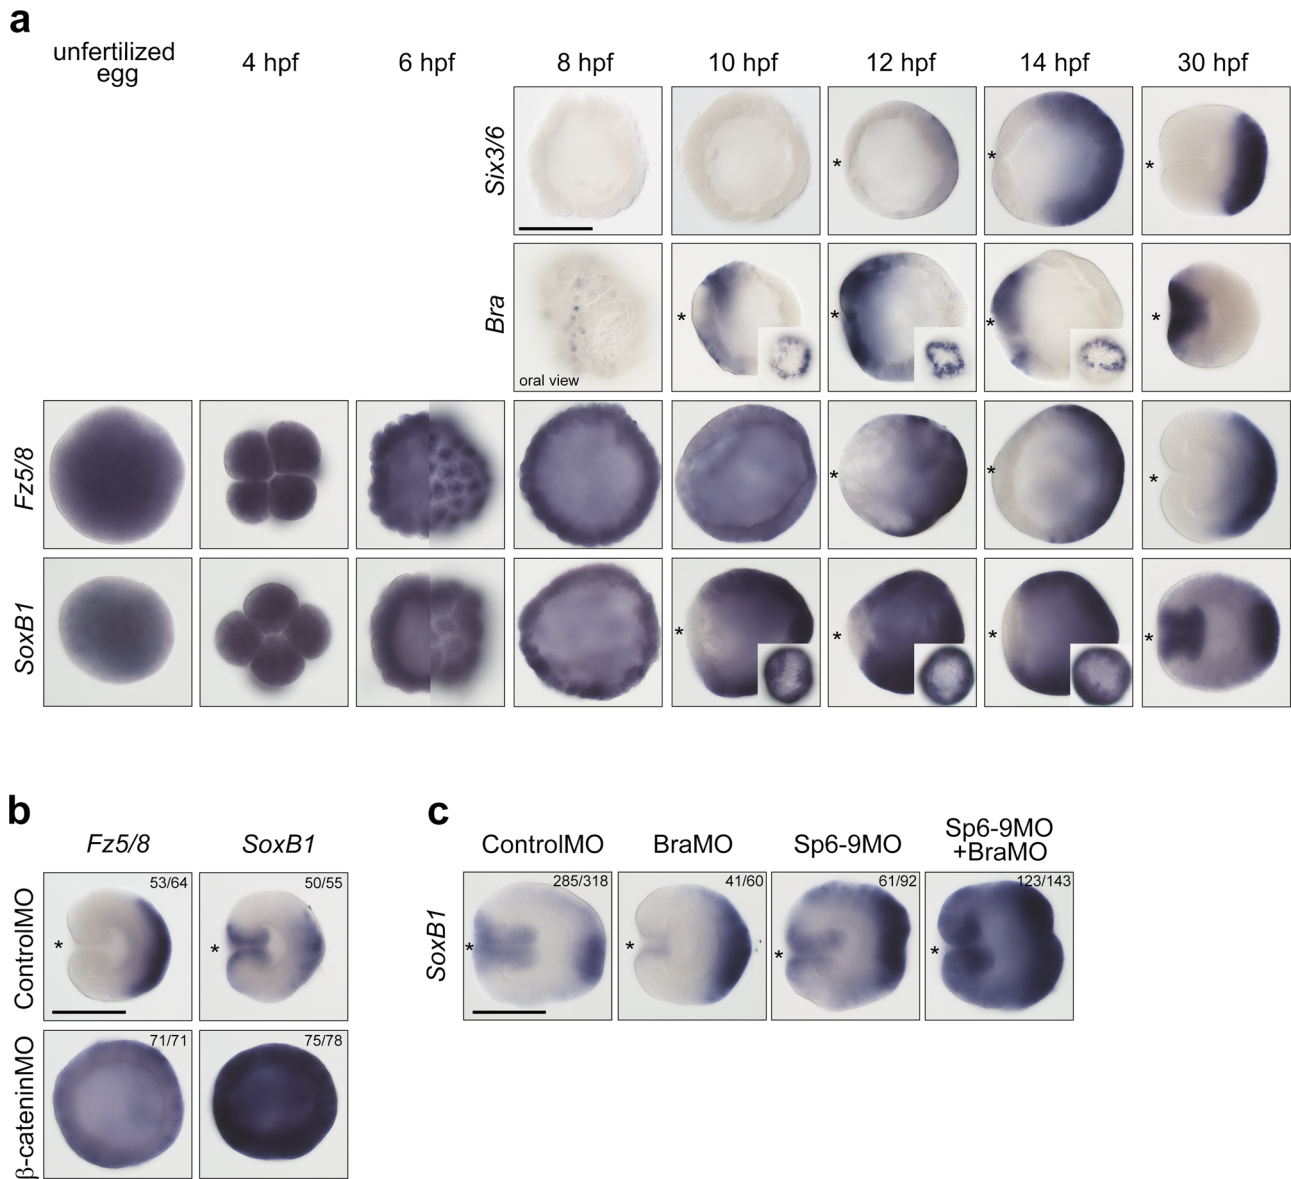 a
unfertilized
egg
4 hpf
6 hpf
8 hpf
10 hpf
12 hpf
14 hpf
30 hpf
Six3/6
*
*
*
Bra
oral view
*
*
*
*
Fz5/8
*
*
*
SoxB1
*
*
*
*
b
Fz5/8
SoxB1
ControlMO
53/64
*
50/55
*
β-cateninMO
71/71
75/78
c
ControlMO
BraMO
Sp6-9MO
Sp6-9MO
+BraMO
SoxB1
285/318
*
41/60
*
61/92
*
123/143
*